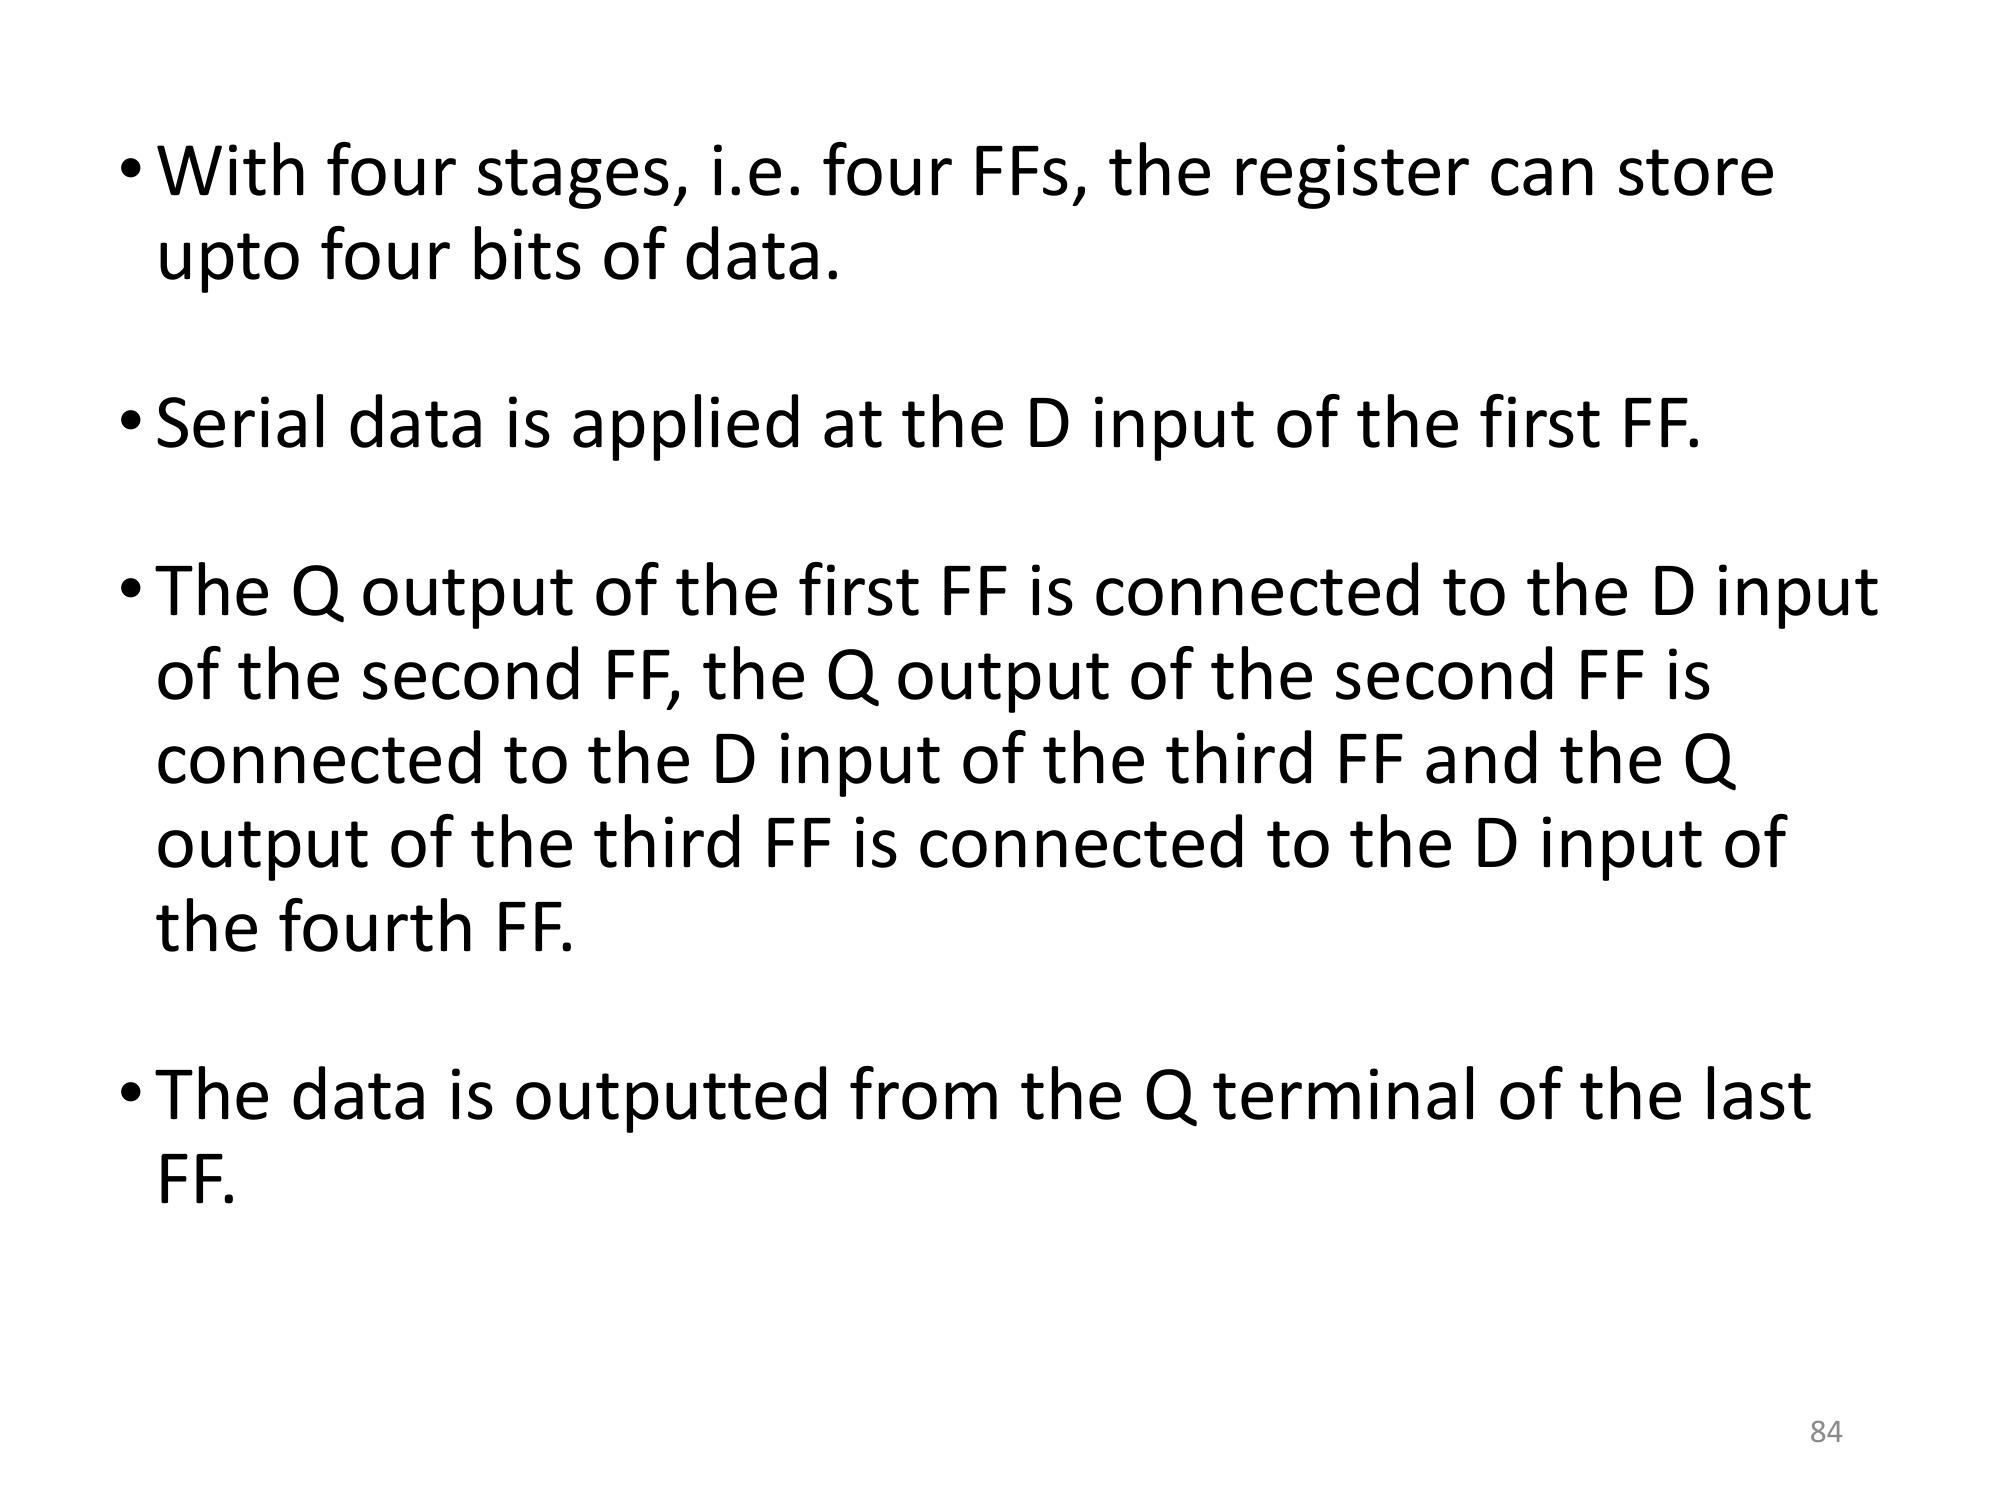 • With four stages, i.e. four FFs, the register can store
upto four bits of data.
• Serial data is applied at the D input of the first FF.
• The Q output of the first FF is connected to the D input
of the second FF, the Q output of the second FF is
connected to the D input of the third FF and the Q
output of the third FF is connected to the D input of
the fourth FF.
• The data is outputted from the Q terminal of the last
FF.
84